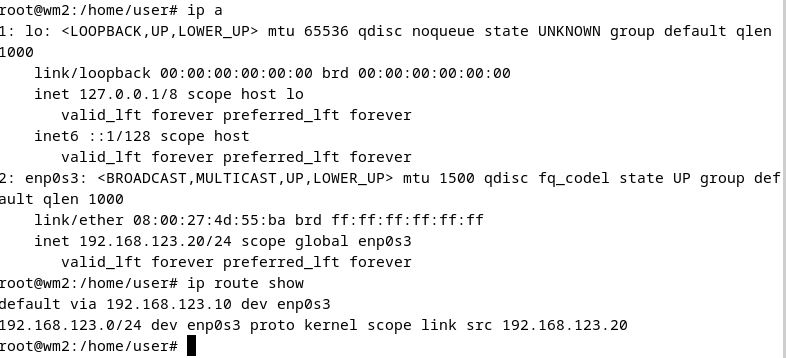 root@wm2:/home/user# ip a
1: lo: <LOOPBACK,UP,LOWER_UP> mtu 65536 qdisc noqueue state UNKNOWN group default qlen
1000
    link/loopback 00:00:00:00:00:00 brd 00:00:00:00:00:00
    inet 127.0.0.1/8 scope host lo
       valid_lft forever preferred_lft forever
    inet6 ::1/128 scope host
       valid_lft forever preferred_lft forever
2: enp0s3: <BROADCAST,MULTICAST,UP,LOWER_UP> mtu 1500 qdisc fq_codel state UP group def
ault qlen 1000
    link/ether 08:00:27:4d:55:ba brd ff:ff:ff:ff:ff:ff
    inet 192.168.123.20/24 scope global enp0s3
       valid_lft forever preferred_lft forever
root@wm2:/home/user# ip route show
default via 192.168.123.10 dev enp0s3
192.168.123.0/24 dev enp0s3 proto kernel scope link src 192.168.123.20
root@wm2:/home/user#